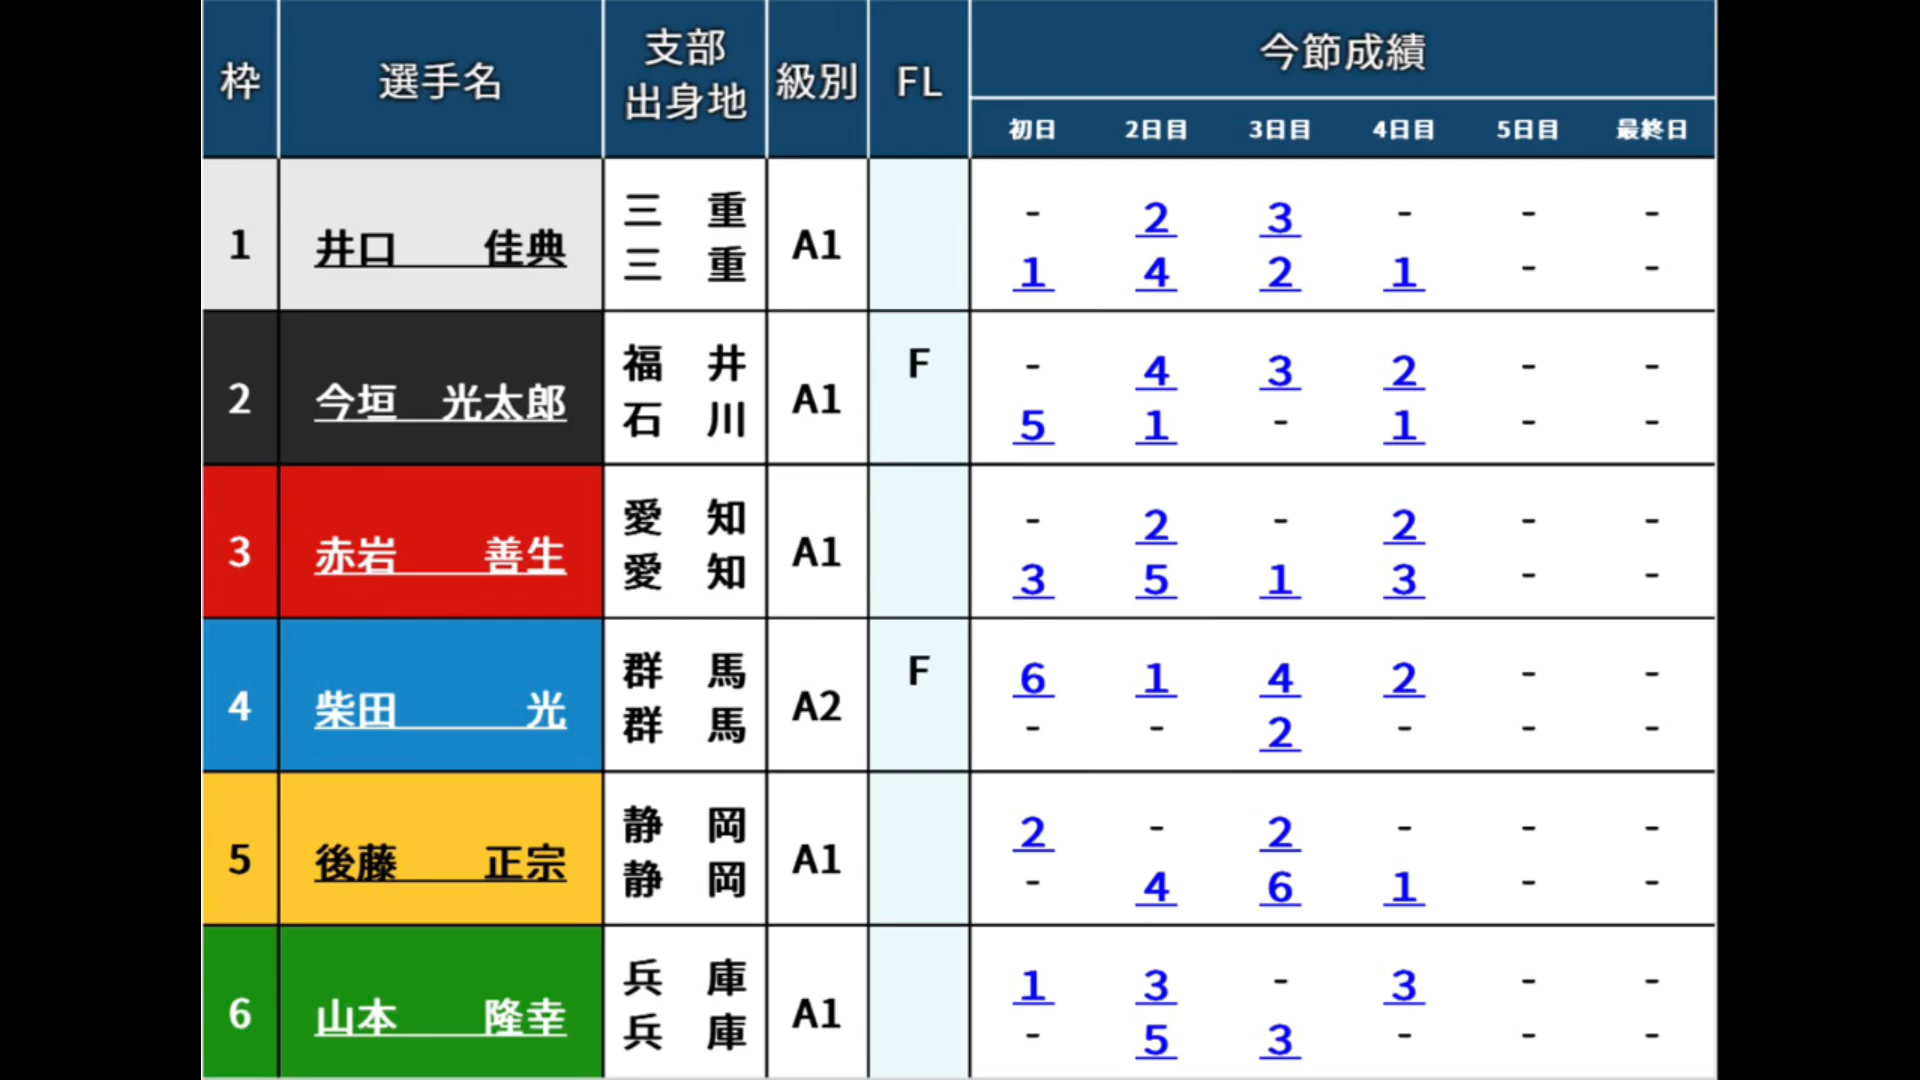 枠 選手名 支部 出身地 級別 FL 今節成績
初日 2日目 3日目 4日目 5日目 最終日
1 井口 佳典 三重 A1 - 2 3 - - -
三重 1 4 2 1 - -
2 今垣 光太郎 福井 A1 F - 4 3 2 - -
石川 5 1 - 1 - -
3 赤岩 善生 愛知 A1 - 2 - 2 - -
愛知 3 5 1 3 - -
4 柴田 光 群馬 A2 F 6 1 4 2 - -
群馬 - - 2 - - -
5 後藤 正宗 静岡 A1 2 - 2 - - -
静岡 - 4 6 1 - -
6 山本 隆幸 兵庫 A1 1 3 - 3 - -
兵庫 - 5 3 - - -